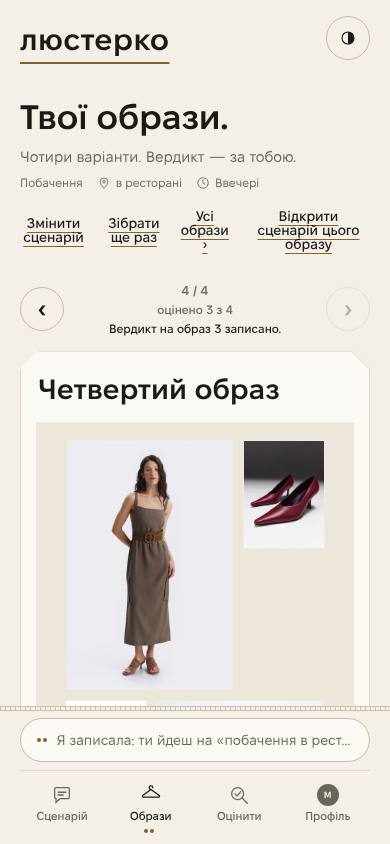 люстерко
Твої образи.
Чотири варіанти. Вердикт — за тобою.
Побачення в ресторані Ввечері
Змінити сценарій
Зібрати ще раз
Усі образи ›
Відкрити сценарій цього образу
‹
4 / 4
оцінено 3 з 4
Вердикт на образ 3 записано.
›
Четвертий образ
Я записала: ти йдеш на «побачення в рест...
Сценарій Образи Оцінити М Профіль